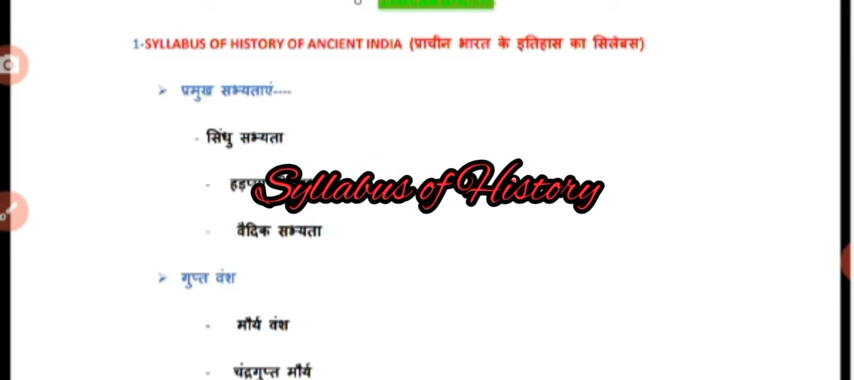 1-SYLLABUS OF HISTORY OF ANCIENT INDIA (प्राचीन भारत के इतिहास का सिलेबस)
➢ प्रमुख सभ्यताएं----
- सिंधु सभ्यता
Syllabus of History
- वैदिक सभ्यता
➢ गुप्त वंश
- मौर्य वंश
- चंद्रगुप्त मौर्य